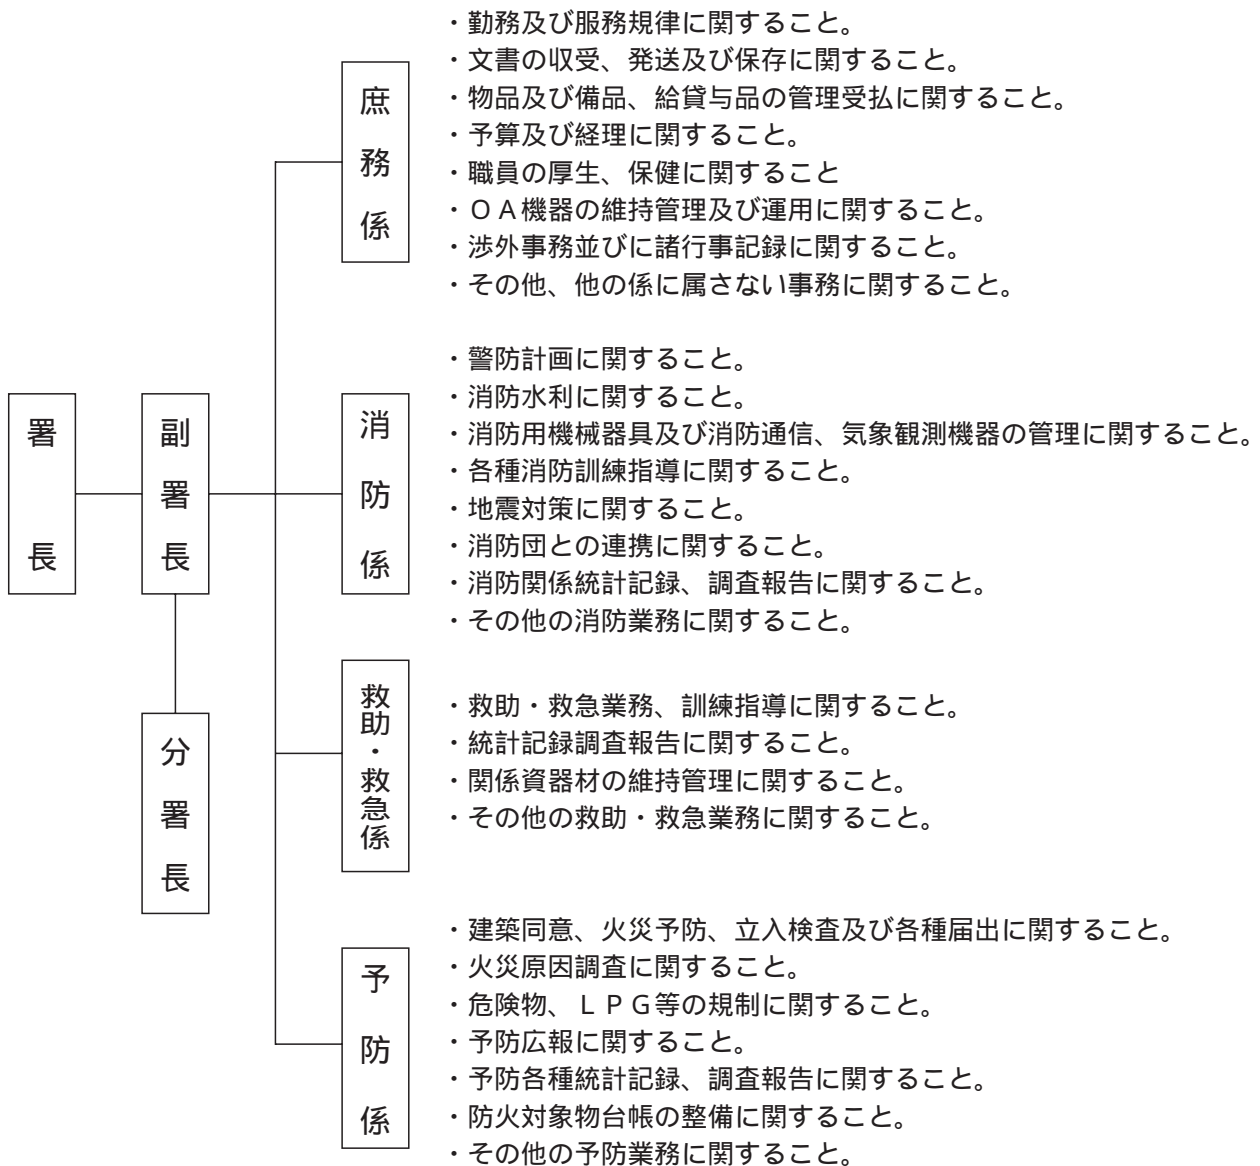 署長
副署長
分署長
庶務係
・勤務及び服務規律に関すること。
・文書の収受、発送及び保存に関すること。
・物品及び備品、給貸与品の管理受払に関すること。
・予算及び経理に関すること。
・職員の厚生、保健に関すること
・ＯＡ機器の維持管理及び運用に関すること。
・渉外事務並びに諸行事記録に関すること。
・その他、他の係に属さない事務に関すること。
消防係
・警防計画に関すること。
・消防水利に関すること。
・消防用機械器具及び消防通信、気象観測機器の管理に関すること。
・各種消防訓練指導に関すること。
・地震対策に関すること。
・消防団との連携に関すること。
・消防関係統計記録、調査報告に関すること。
・その他の消防業務に関すること。
救助・救急係
・救助・救急業務、訓練指導に関すること。
・統計記録調査報告に関すること。
・関係資器材の維持管理に関すること。
・その他の救助・救急業務に関すること。
予防係
・建築同意、火災予防、立入検査及び各種届出に関すること。
・火災原因調査に関すること。
・危険物、ＬＰＧ等の規制に関すること。
・予防広報に関すること。
・予防各種統計記録、調査報告に関すること。
・防火対象物台帳の整備に関すること。
・その他の予防業務に関すること。